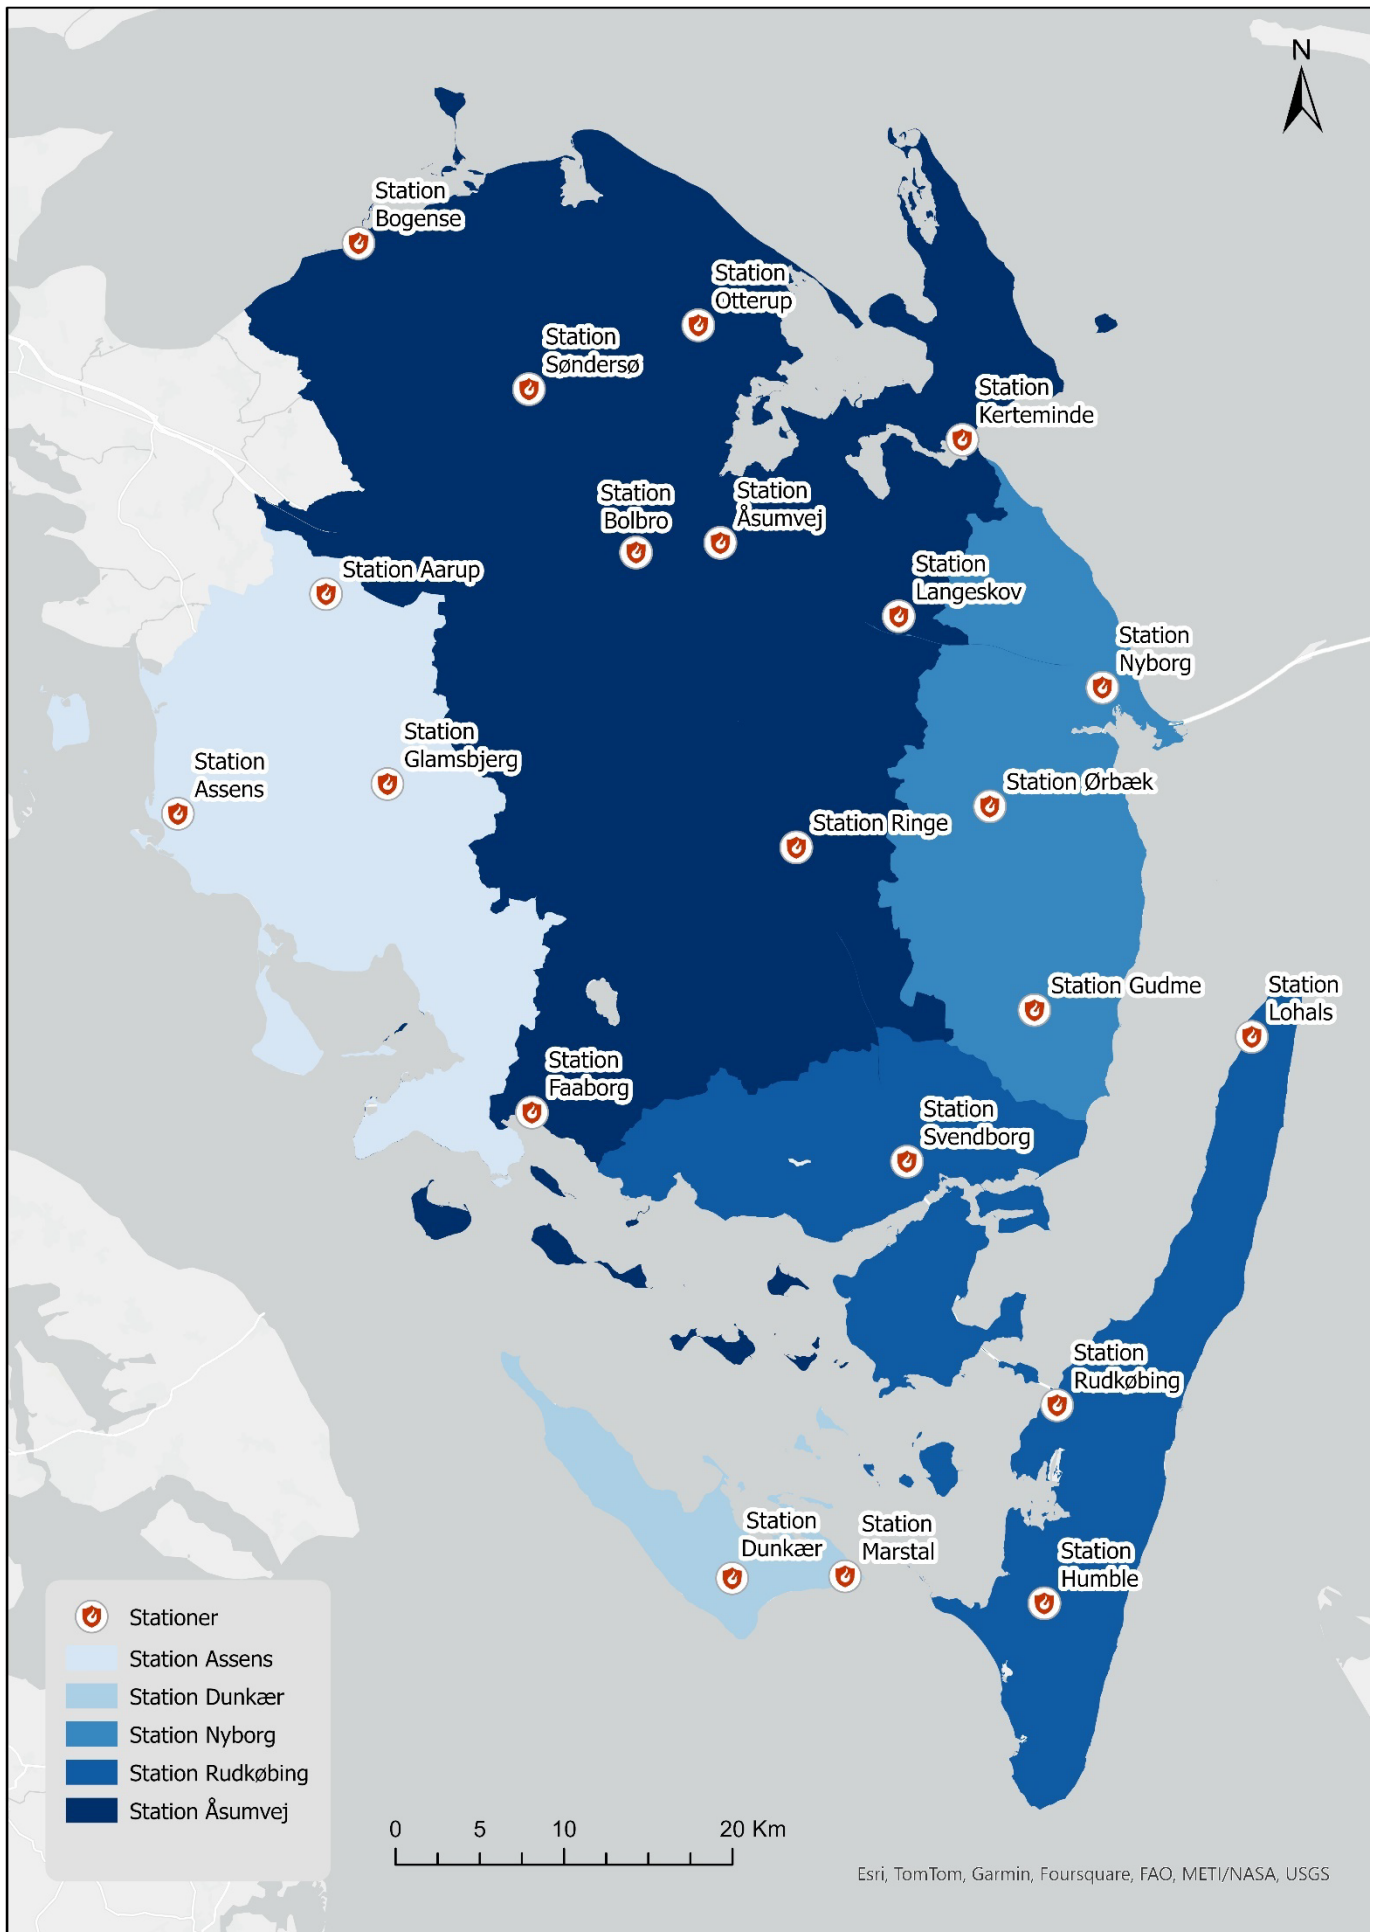 N
Station
Bogense
Station
Otterup
Station
Søndersø
Station
Kerteminde
Station
Bolbro
Station
Åsumvej
Station
Langeskov
Station Aarup
Station
Nyborg
Station
Glamsbjerg
Station
Assens
Station Ørbæk
Station Ringe
Station Gudme
Station
Lohals
Station
Faaborg
Station
Svendborg
Station
Rudkøbing
Station
Dunkær
Station
Marstal
Station
Humble
Stationer
Station Assens
Station Dunkær
Station Nyborg
Station Rudkøbing
Station Åsumvej
0 5 10 20 Km
Esri, TomTom, Garmin, Foursquare, FAO, METI/NASA, USGS